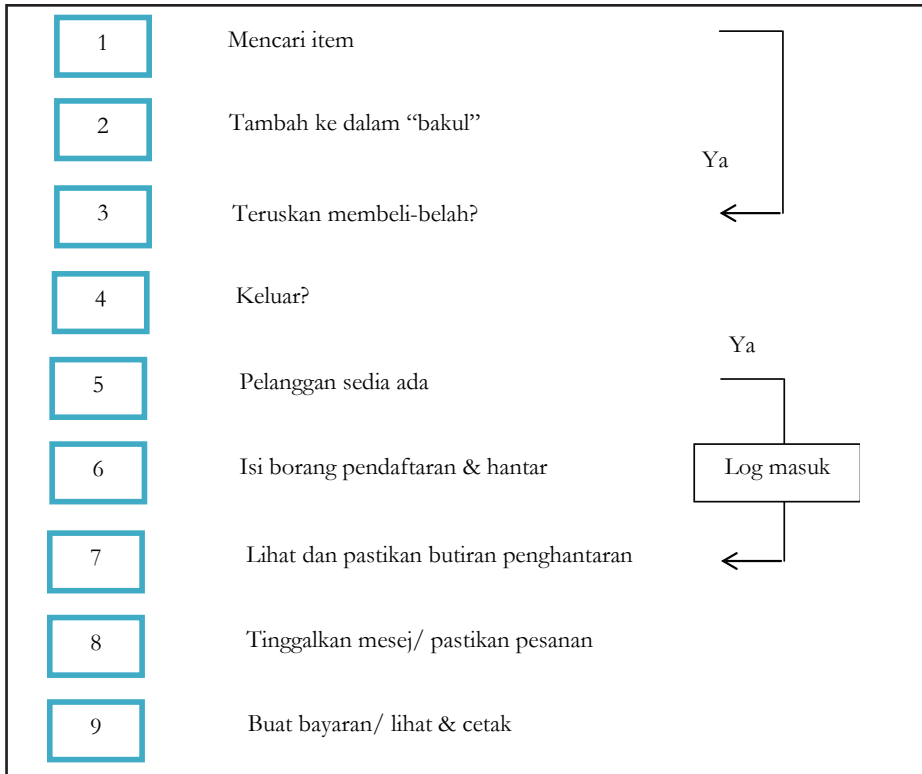 1 Mencari item
2 Tambah ke dalam “bakul”
Ya
3 Teruskan membeli-belah?
4 Keluar?
Ya
5 Pelanggan sedia ada
6 Isi borang pendaftaran & hantar Log masuk
7 Lihat dan pastikan butiran penghantaran
8 Tinggalkan mesej/ pastikan pesanan
9 Buat bayaran/ lihat & cetak